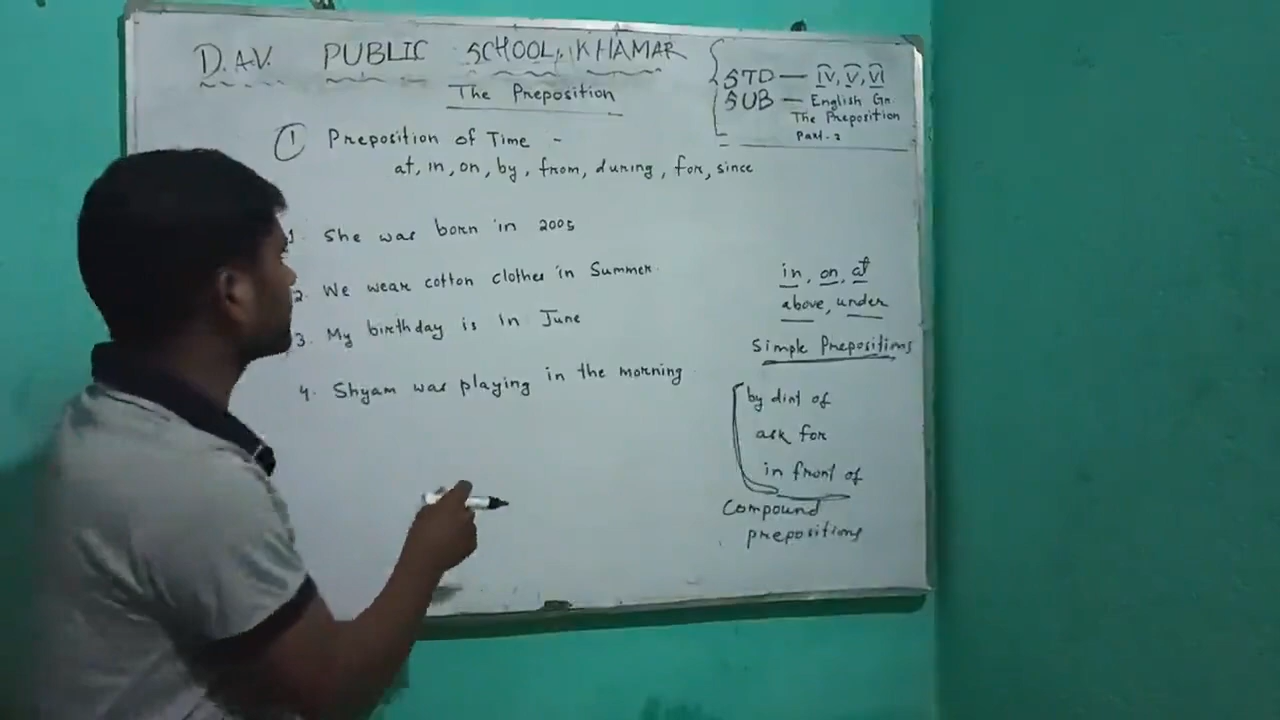 D.A.V. PUBLIC SCHOOL, KHAMAR
The Preposition
STD — IV, V, VI
SUB — English Gr.
The Preposition
Part-2
1 Preposition of Time -
at, in, on, by, from, during, for, since
1. She was born in 2005
2. We wear cotton clothes in Summer.
3. My birthday is in June
4. Shyam was playing in the morning
in, on, at
above, under
Simple Prepositions
by dint of
ask for
in front of
Compound
prepositions